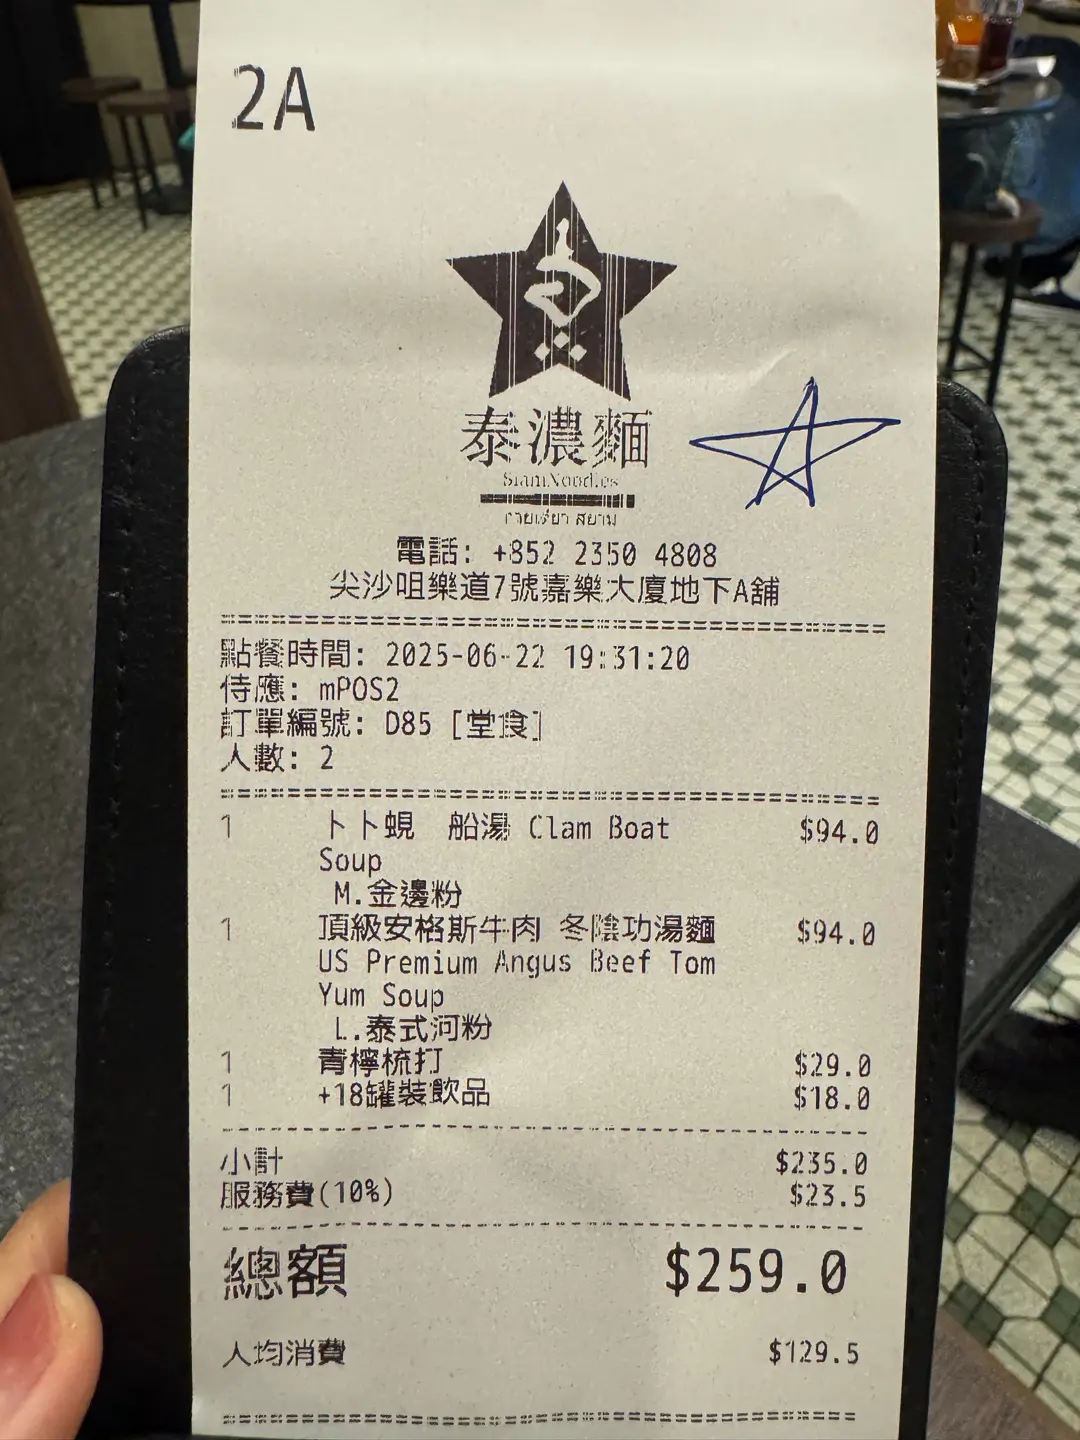 2A
泰濃麵
SiamNoodles
電話: +852 2350 4808
尖沙咀樂道7號嘉樂大廈地下A舖
點餐時間: 2025-06-22 19:31:20
侍應: mPOS2
訂單編號: D85 [堂食]
人數: 2
1 卜卜蜆 船湯 Clam Boat $94.0
Soup
M.金邊粉
1 頂級安格斯牛肉 冬陰功湯麵 $94.0
US Premium Angus Beef Tom
Yum Soup
L.泰式河粉
1 青檸梳打 $29.0
1 +18罐裝飲品 $18.0
小計 $235.0
服務費(10%) $23.5
總額 $259.0
人均消費 $129.5